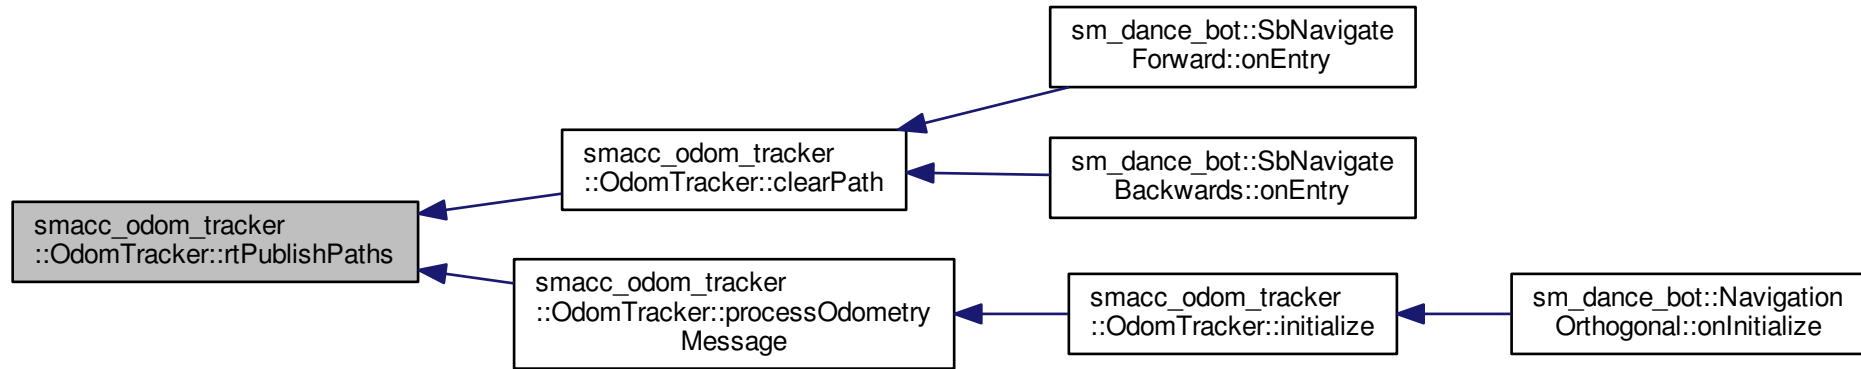 sm_dance_bot::SbNavigate
Forward::onEntry
smacc_odom_tracker
::OdomTracker::clearPath
sm_dance_bot::SbNavigate
Backwards::onEntry
smacc_odom_tracker
::OdomTracker::rtPublishPaths
smacc_odom_tracker
::OdomTracker::processOdometry
Message
smacc_odom_tracker
::OdomTracker::initialize
sm_dance_bot::Navigation
Orthogonal::onInitialize